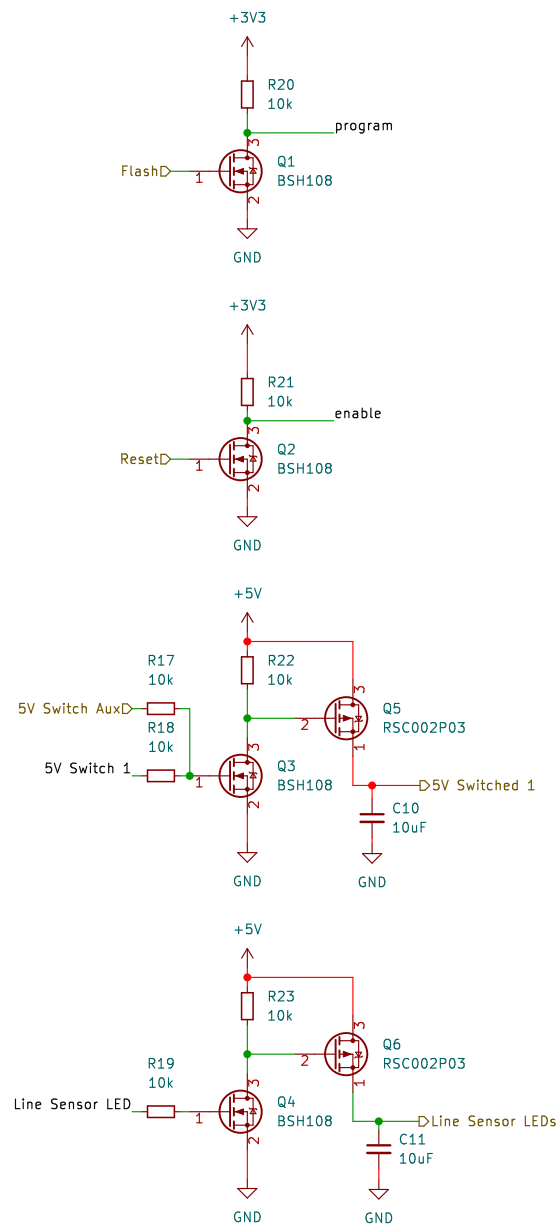 +3V3
R20
10k
program
3
Flash
1
Q1
BSH108
2
GND
+3V3
R21
10k
enable
3
Reset
1
Q2
BSH108
2
GND
+5V
R17
10k
R22
10k
3
5V Switch Aux
R18
10k
2
Q5
RSC002P03
1
3
5V Switch 1
1
Q3
BSH108
2
5V Switched 1
C10
10uF
GND
GND
+5V
R23
10k
3
R19
10k
2
Q6
RSC002P03
1
3
Line Sensor LED
1
Q4
BSH108
2
Line Sensor LEDs
C11
10uF
GND
GND